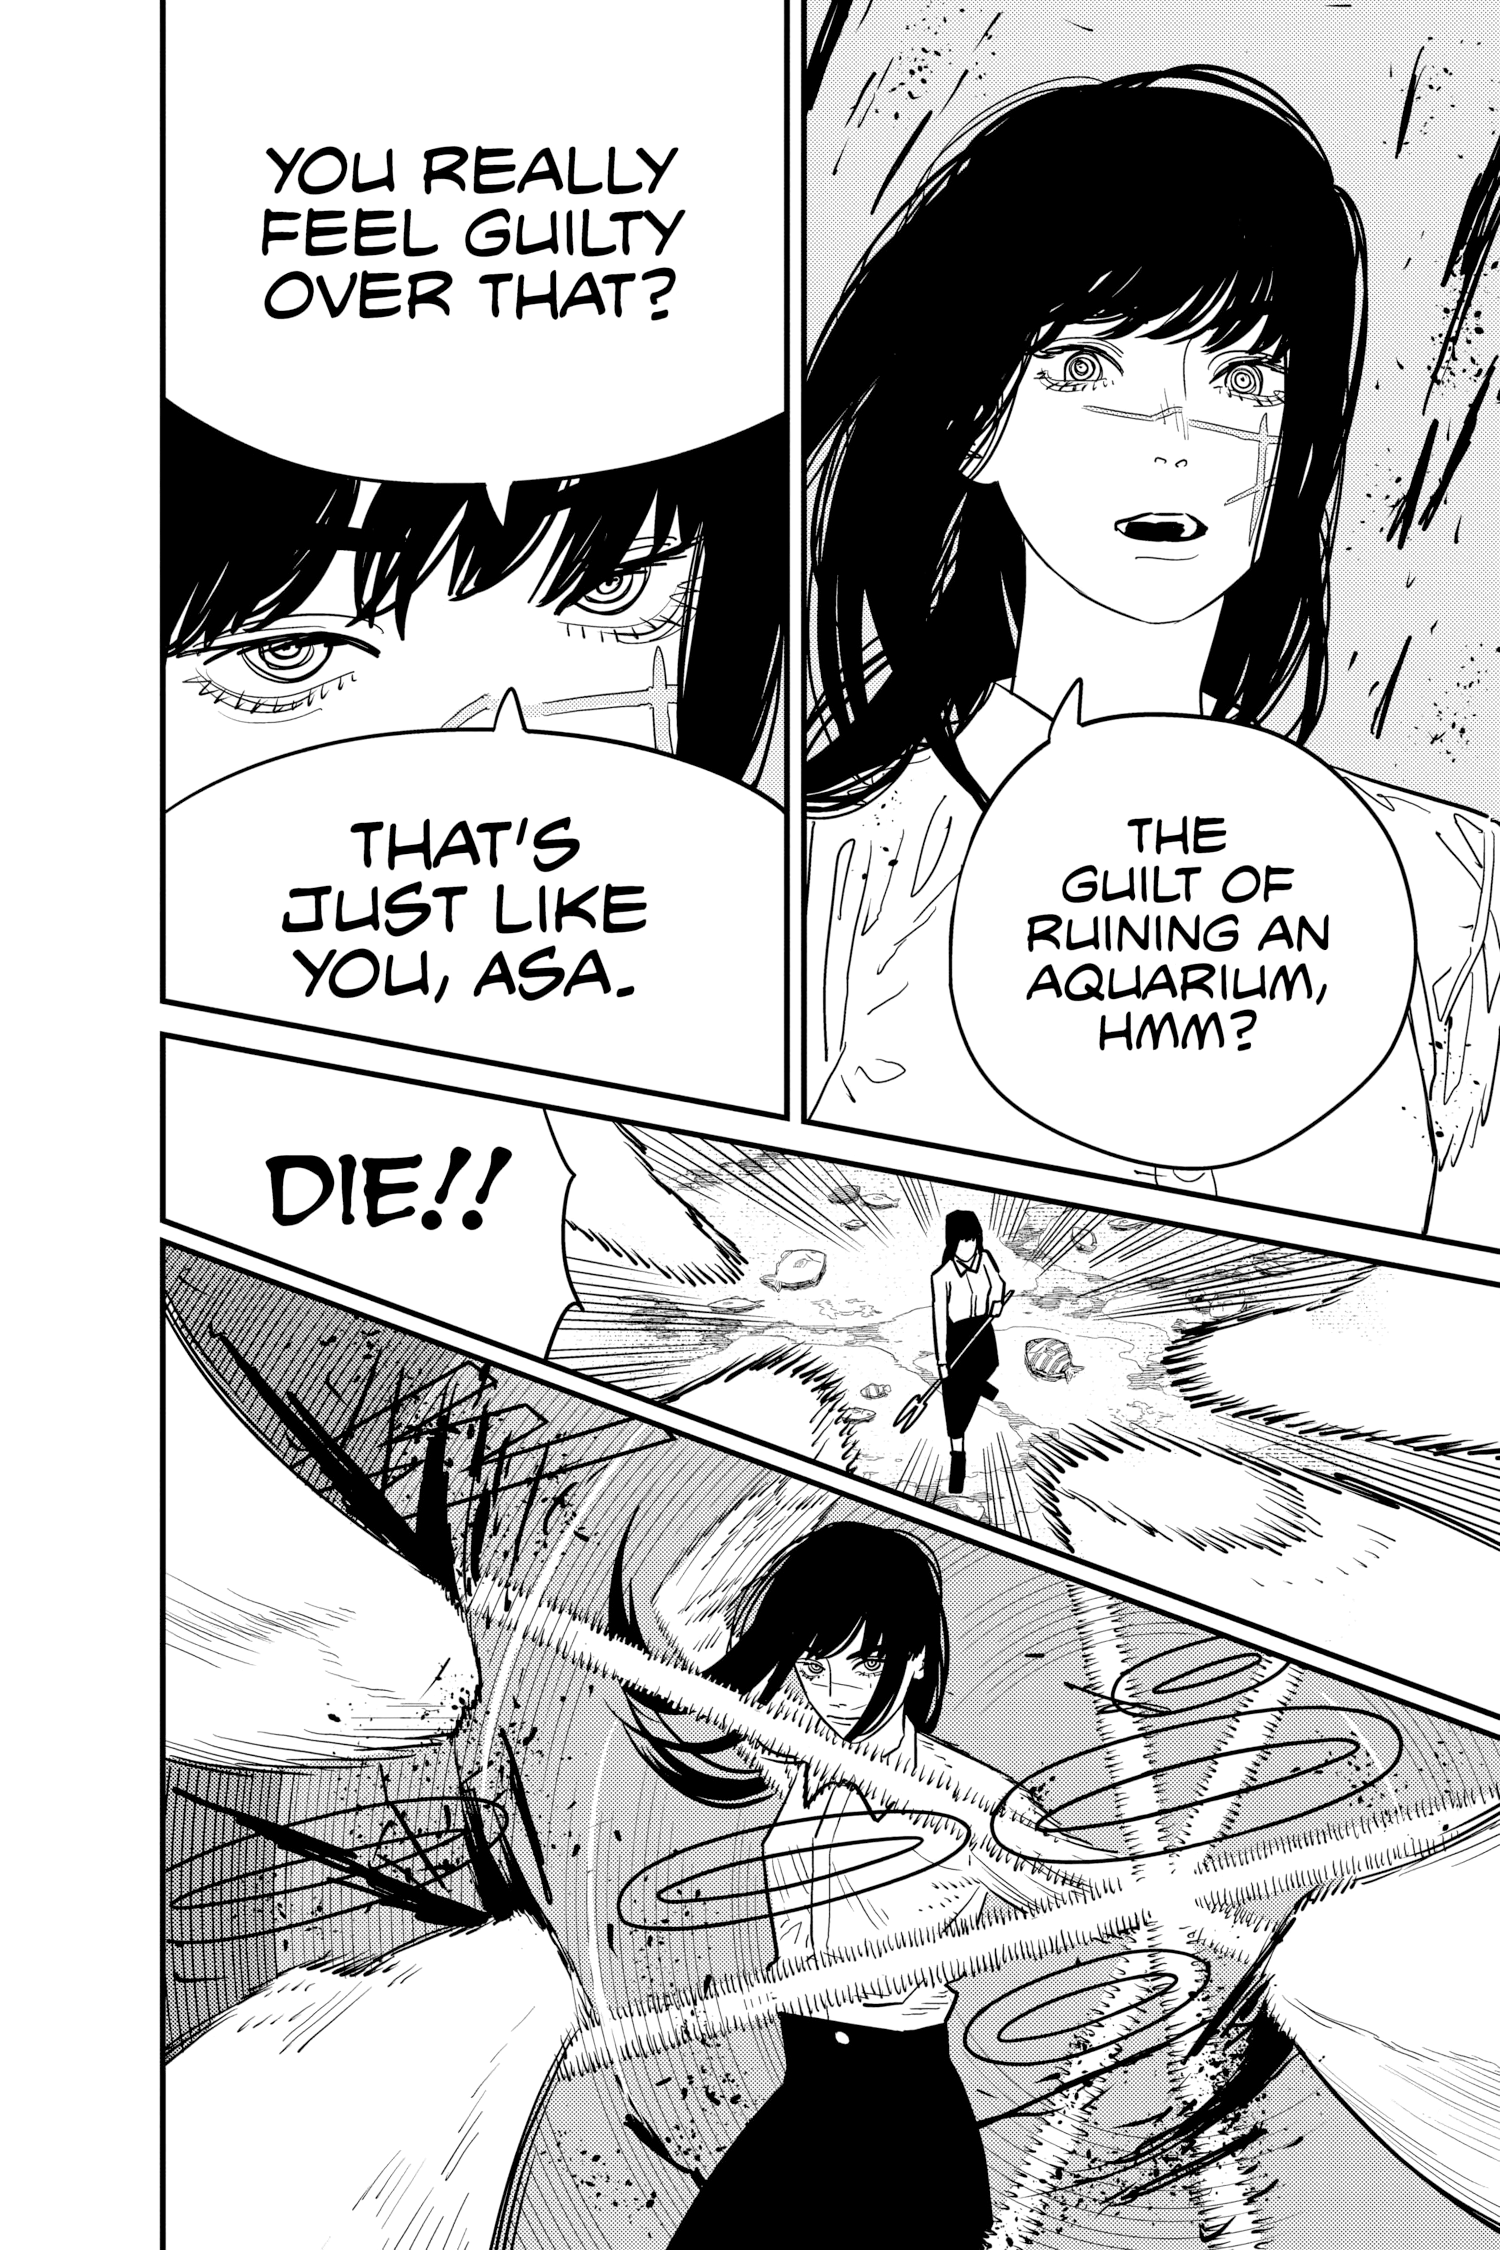 THE
GUILT OF
RUINING AN
AQUARIUM,
HMM?
YOU REALLY
FEEL GUILTY
OVER THAT?
THAT'S
JUST LIKE
YOU, ASA.
DIE!!